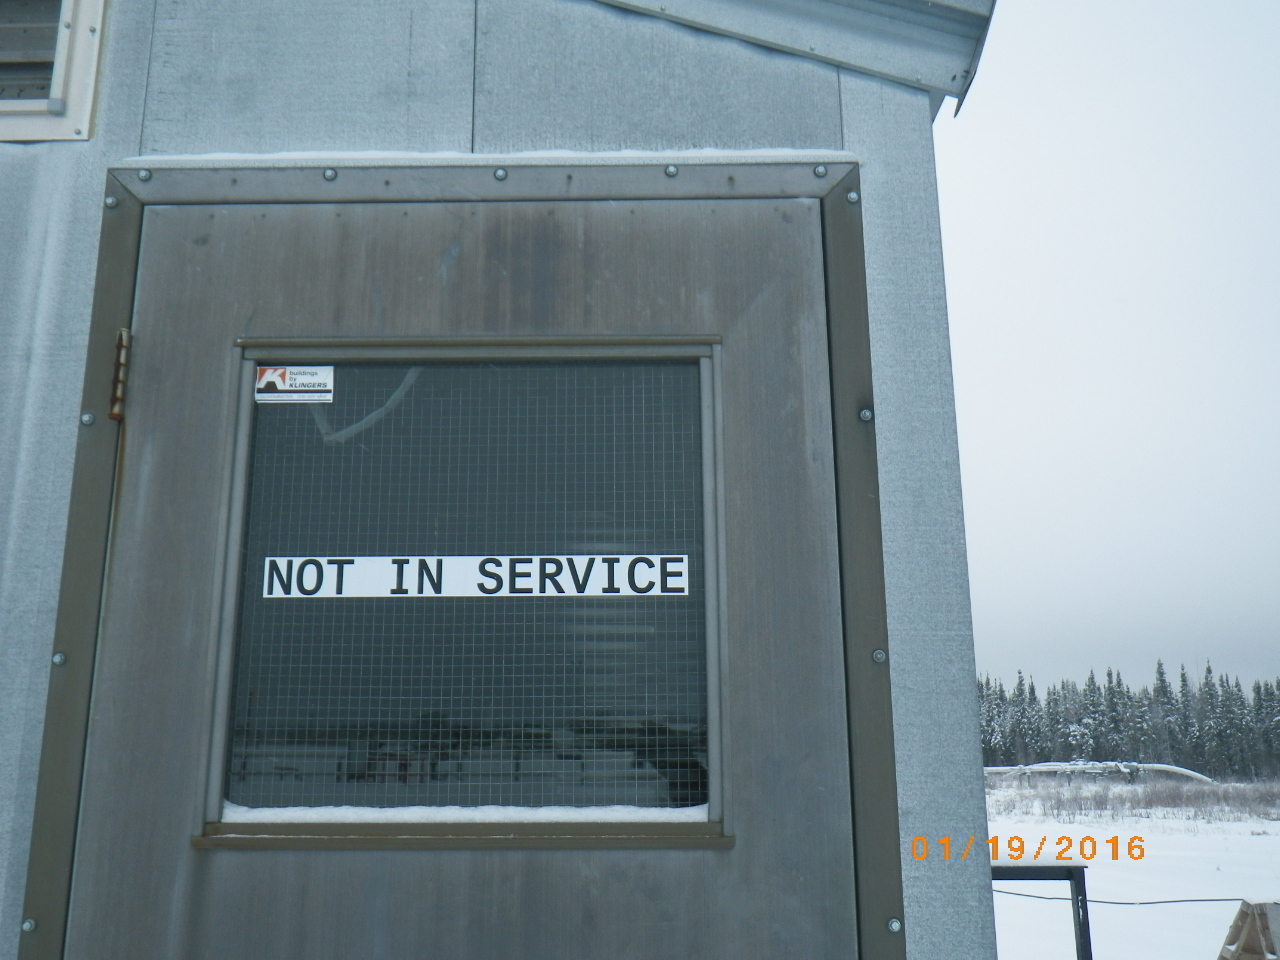 buildings
by
KLINGERS
NOT IN SERVICE
01/19/2016